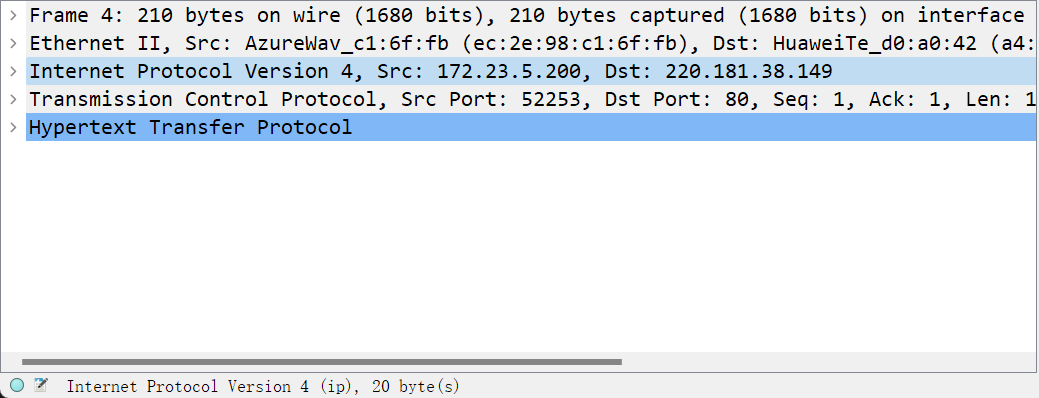 Frame 4: 210 bytes on wire (1680 bits), 210 bytes captured (1680 bits) on interface
Ethernet II, Src: AzureWav_c1:6f:fb (ec:2e:98:c1:6f:fb), Dst: HuaweiTe_d0:a0:42 (a4:
Internet Protocol Version 4, Src: 172.23.5.200, Dst: 220.181.38.149
Transmission Control Protocol, Src Port: 52253, Dst Port: 80, Seq: 1, Ack: 1, Len: 1
Hypertext Transfer Protocol
Internet Protocol Version 4 (ip), 20 byte(s)